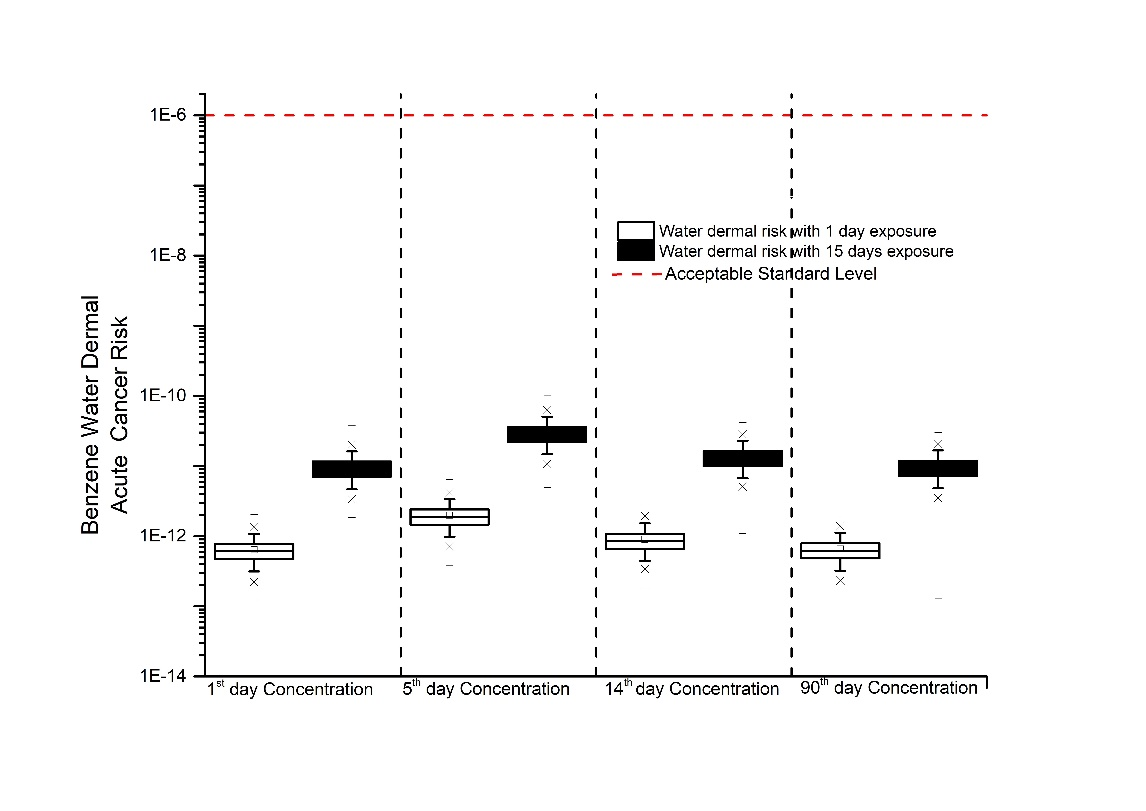 1E-6
1E-8
1E-10
1E-12
1E-14
Benzene Water Dermal
Acute Cancer Risk
Water dermal risk with 1 day exposure
Water dermal risk with 15 days exposure
Acceptable Standard Level
1st day Concentration
5th day Concentration
14th day Concentration
90th day Concentration